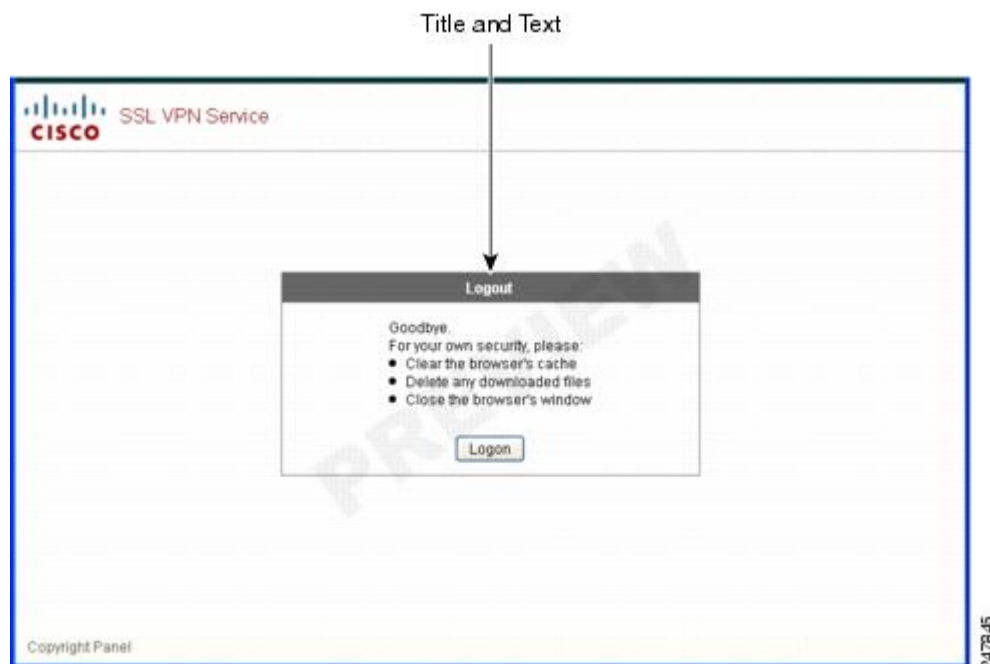 Title and Text
CISCO
SSL VPN Service
Logout
Goodbye.
For your own security, please:
• Clear the browser's cache
• Delete any downloaded files
• Close the browser's window
Logon
PREVIEW
Copyright Panel
247845